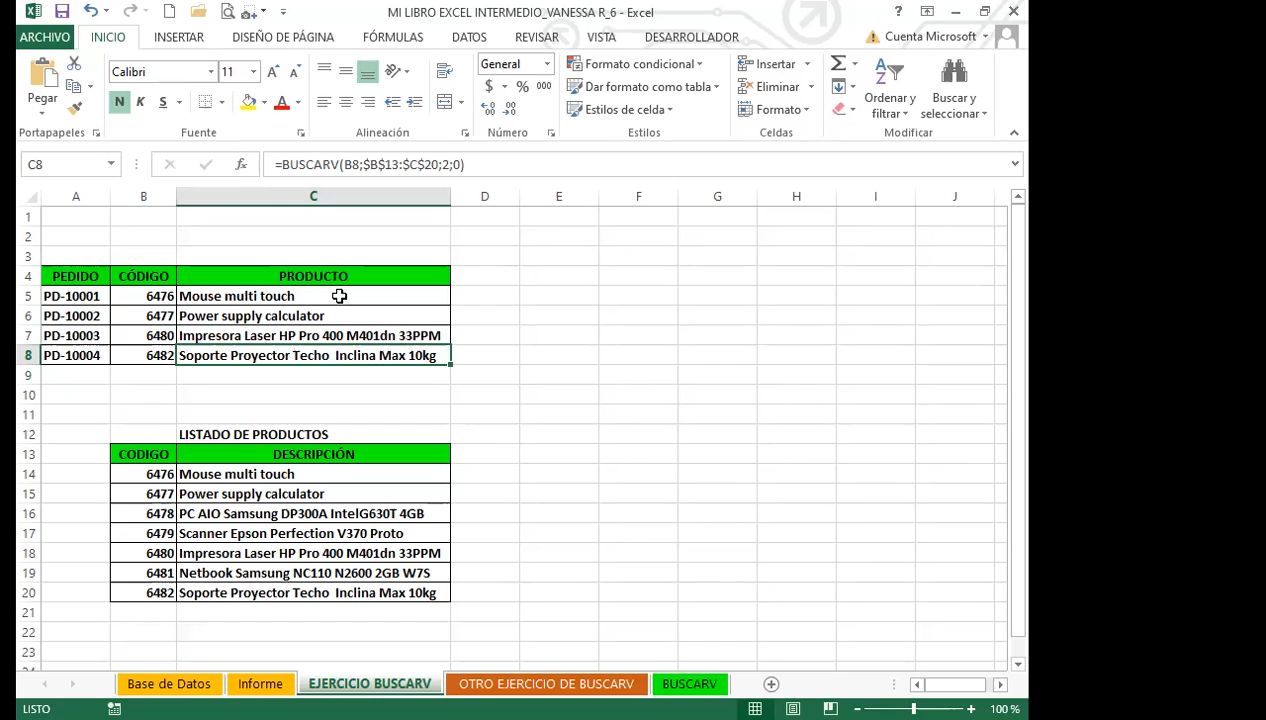 MI LIBRO EXCEL INTERMEDIO_VANESSA R_6 - Excel
ARCHIVO INICIO INSERTAR DISEÑO DE PÁGINA FÓRMULAS DATOS REVISAR VISTA DESARROLLADOR Cuenta Microsoft
Pegar
Calibri 11
N K S
General
$ % 000
Formato condicional
Dar formato como tabla
Estilos de celda
Insertar
Eliminar
Formato
Ordenar y filtrar
Buscar y seleccionar
Portapapeles Fuente Alineación Número Estilos Celdas Modificar
C8 fx =BUSCARV(B8;$B$13:$C$20;2;0)
A B C D E F G H I J
1
2
3
4 PEDIDO CÓDIGO PRODUCTO
5 PD-10001 6476 Mouse multi touch
6 PD-10002 6477 Power supply calculator
7 PD-10003 6480 Impresora Laser HP Pro 400 M401dn 33PPM
8 PD-10004 6482 Soporte Proyector Techo Inclina Max 10kg
9
10
11
12 LISTADO DE PRODUCTOS
13 CODIGO DESCRIPCIÓN
14 6476 Mouse multi touch
15 6477 Power supply calculator
16 6478 PC AIO Samsung DP300A IntelG630T 4GB
17 6479 Scanner Epson Perfection V370 Proto
18 6480 Impresora Laser HP Pro 400 M401dn 33PPM
19 6481 Netbook Samsung NC110 N2600 2GB W7S
20 6482 Soporte Proyector Techo Inclina Max 10kg
21
22
23
24
Base de Datos Informe EJERCICIO BUSCARV OTRO EJERCICIO DE BUSCARV BUSCARV
LISTO 100 %